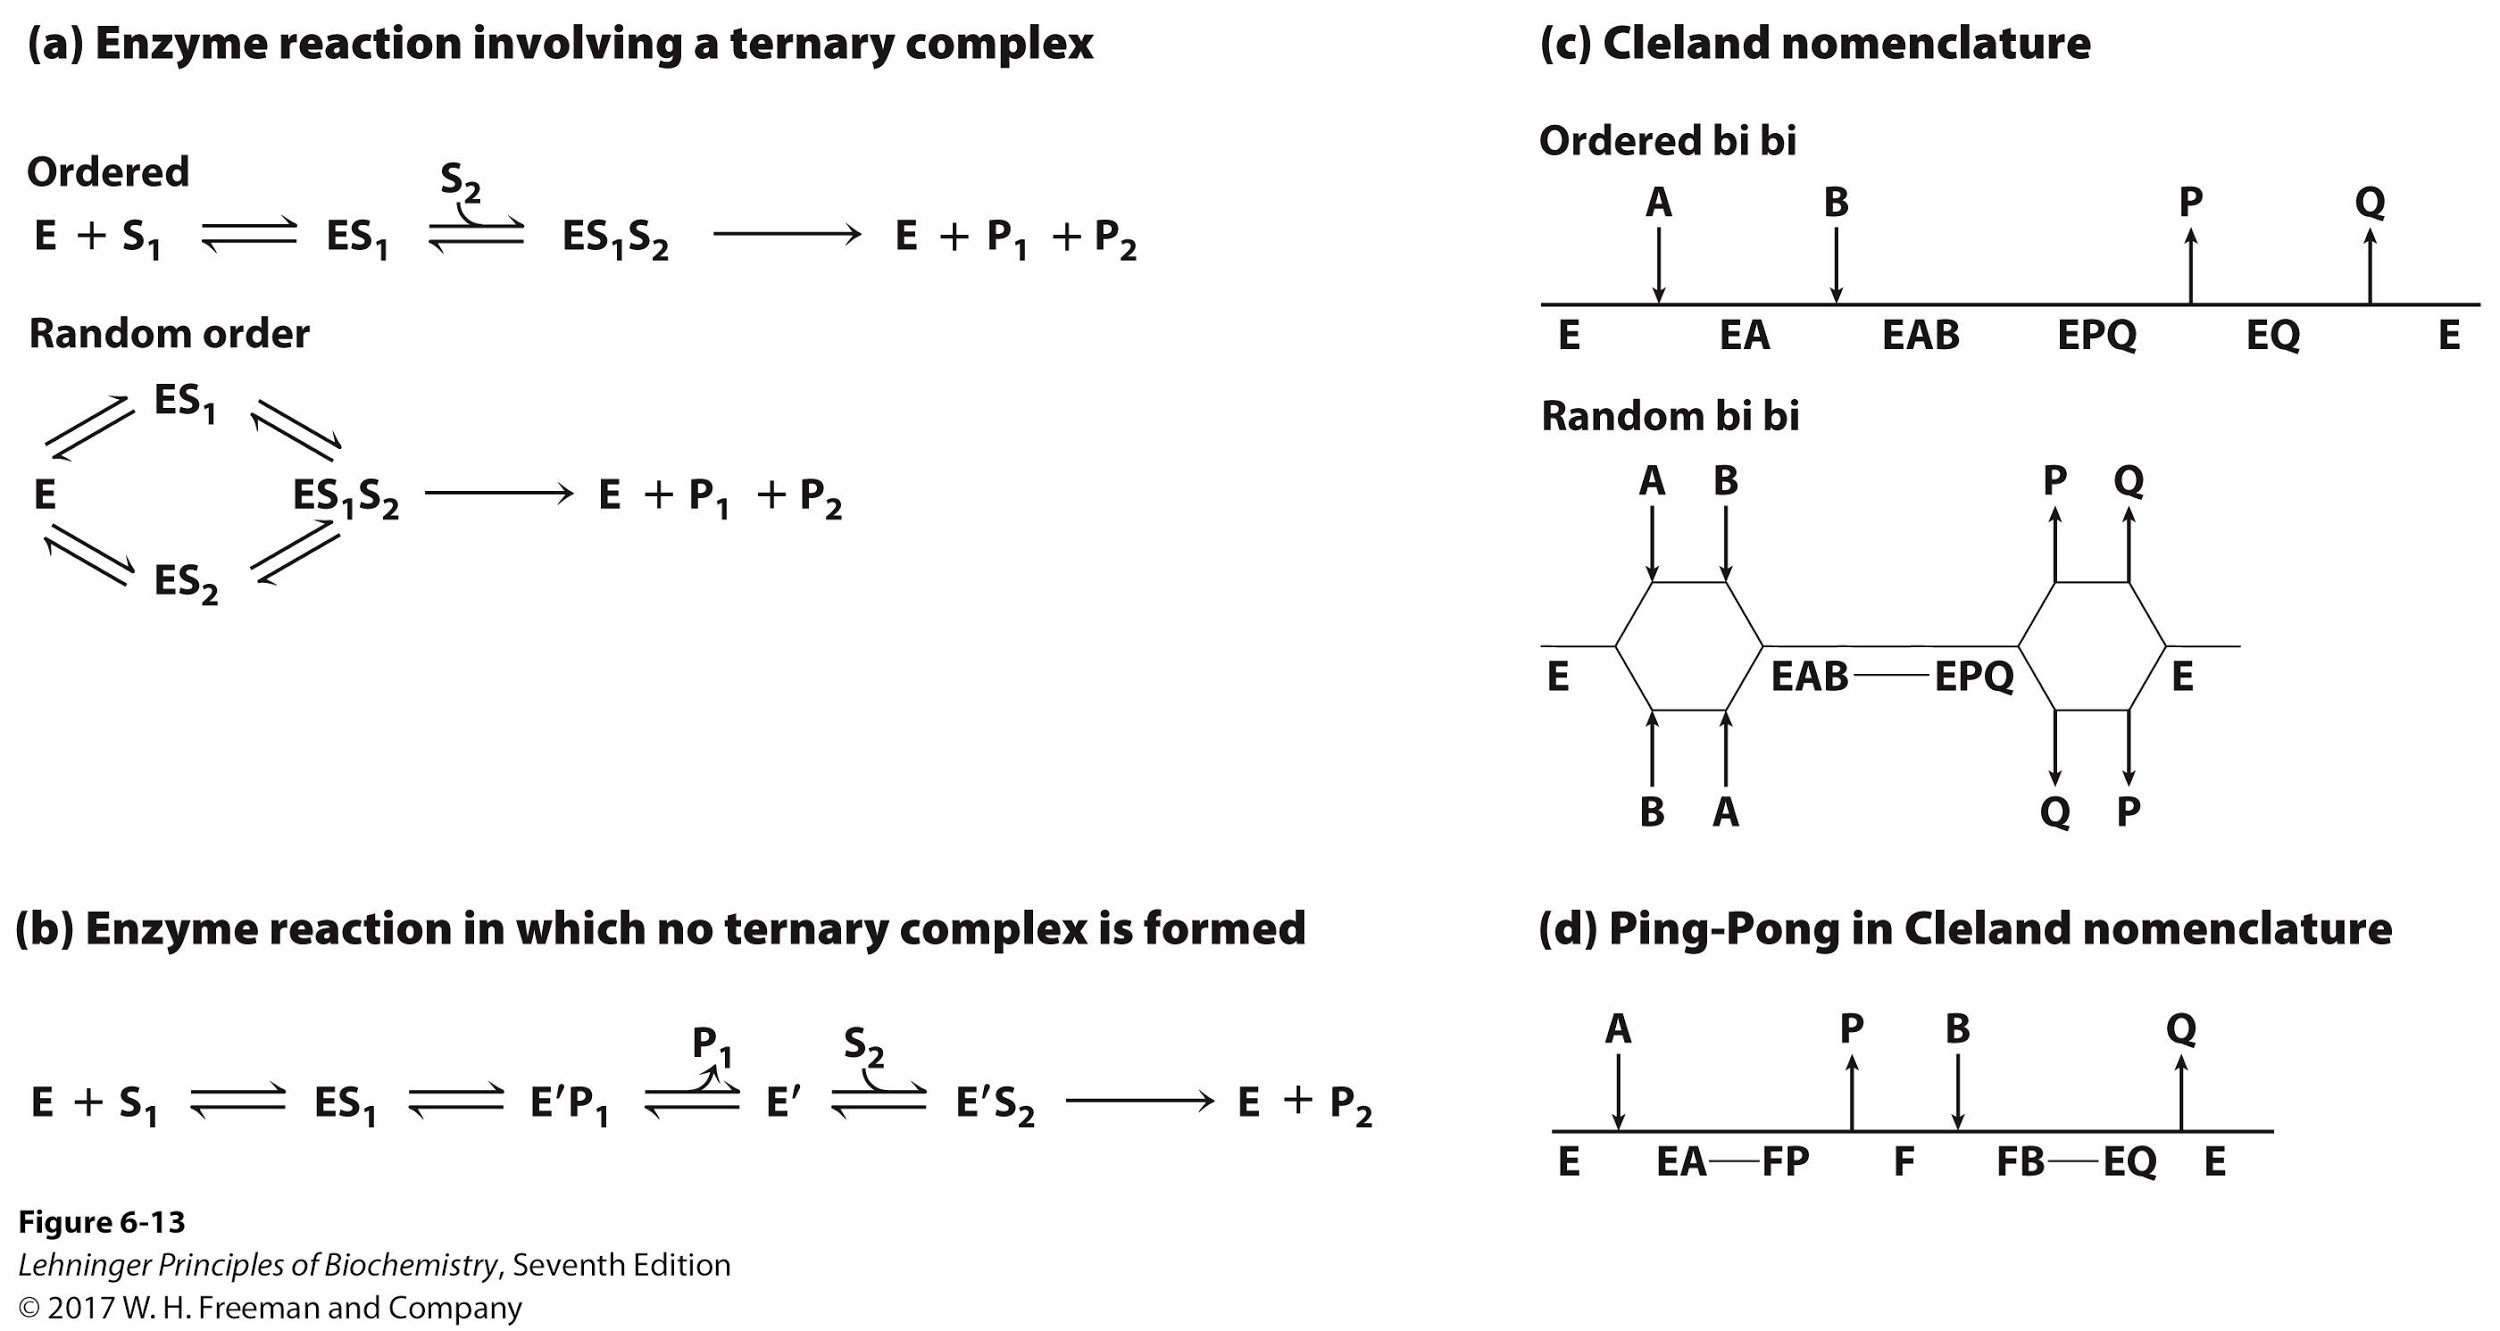 (a) Enzyme reaction involving a ternary complex
Ordered
S₂
E + S₁ ES₁ ES₁S₂ E + P₁ + P₂
Random order
ES₁
E ES₁S₂ E + P₁ + P₂
ES₂
(b) Enzyme reaction in which no ternary complex is formed
P₁ S₂
E + S₁ ES₁ E′P₁ E′ E′S₂ E + P₂
(c) Cleland nomenclature
Ordered bi bi
A B P Q
E EA EAB EPQ EQ E
Random bi bi
A B P Q
E EAB EPQ E
B A Q P
(d) Ping-Pong in Cleland nomenclature
A P B Q
E EA FP F FB EQ E
Figure 6-13
Lehninger Principles of Biochemistry, Seventh Edition
© 2017 W. H. Freeman and Company